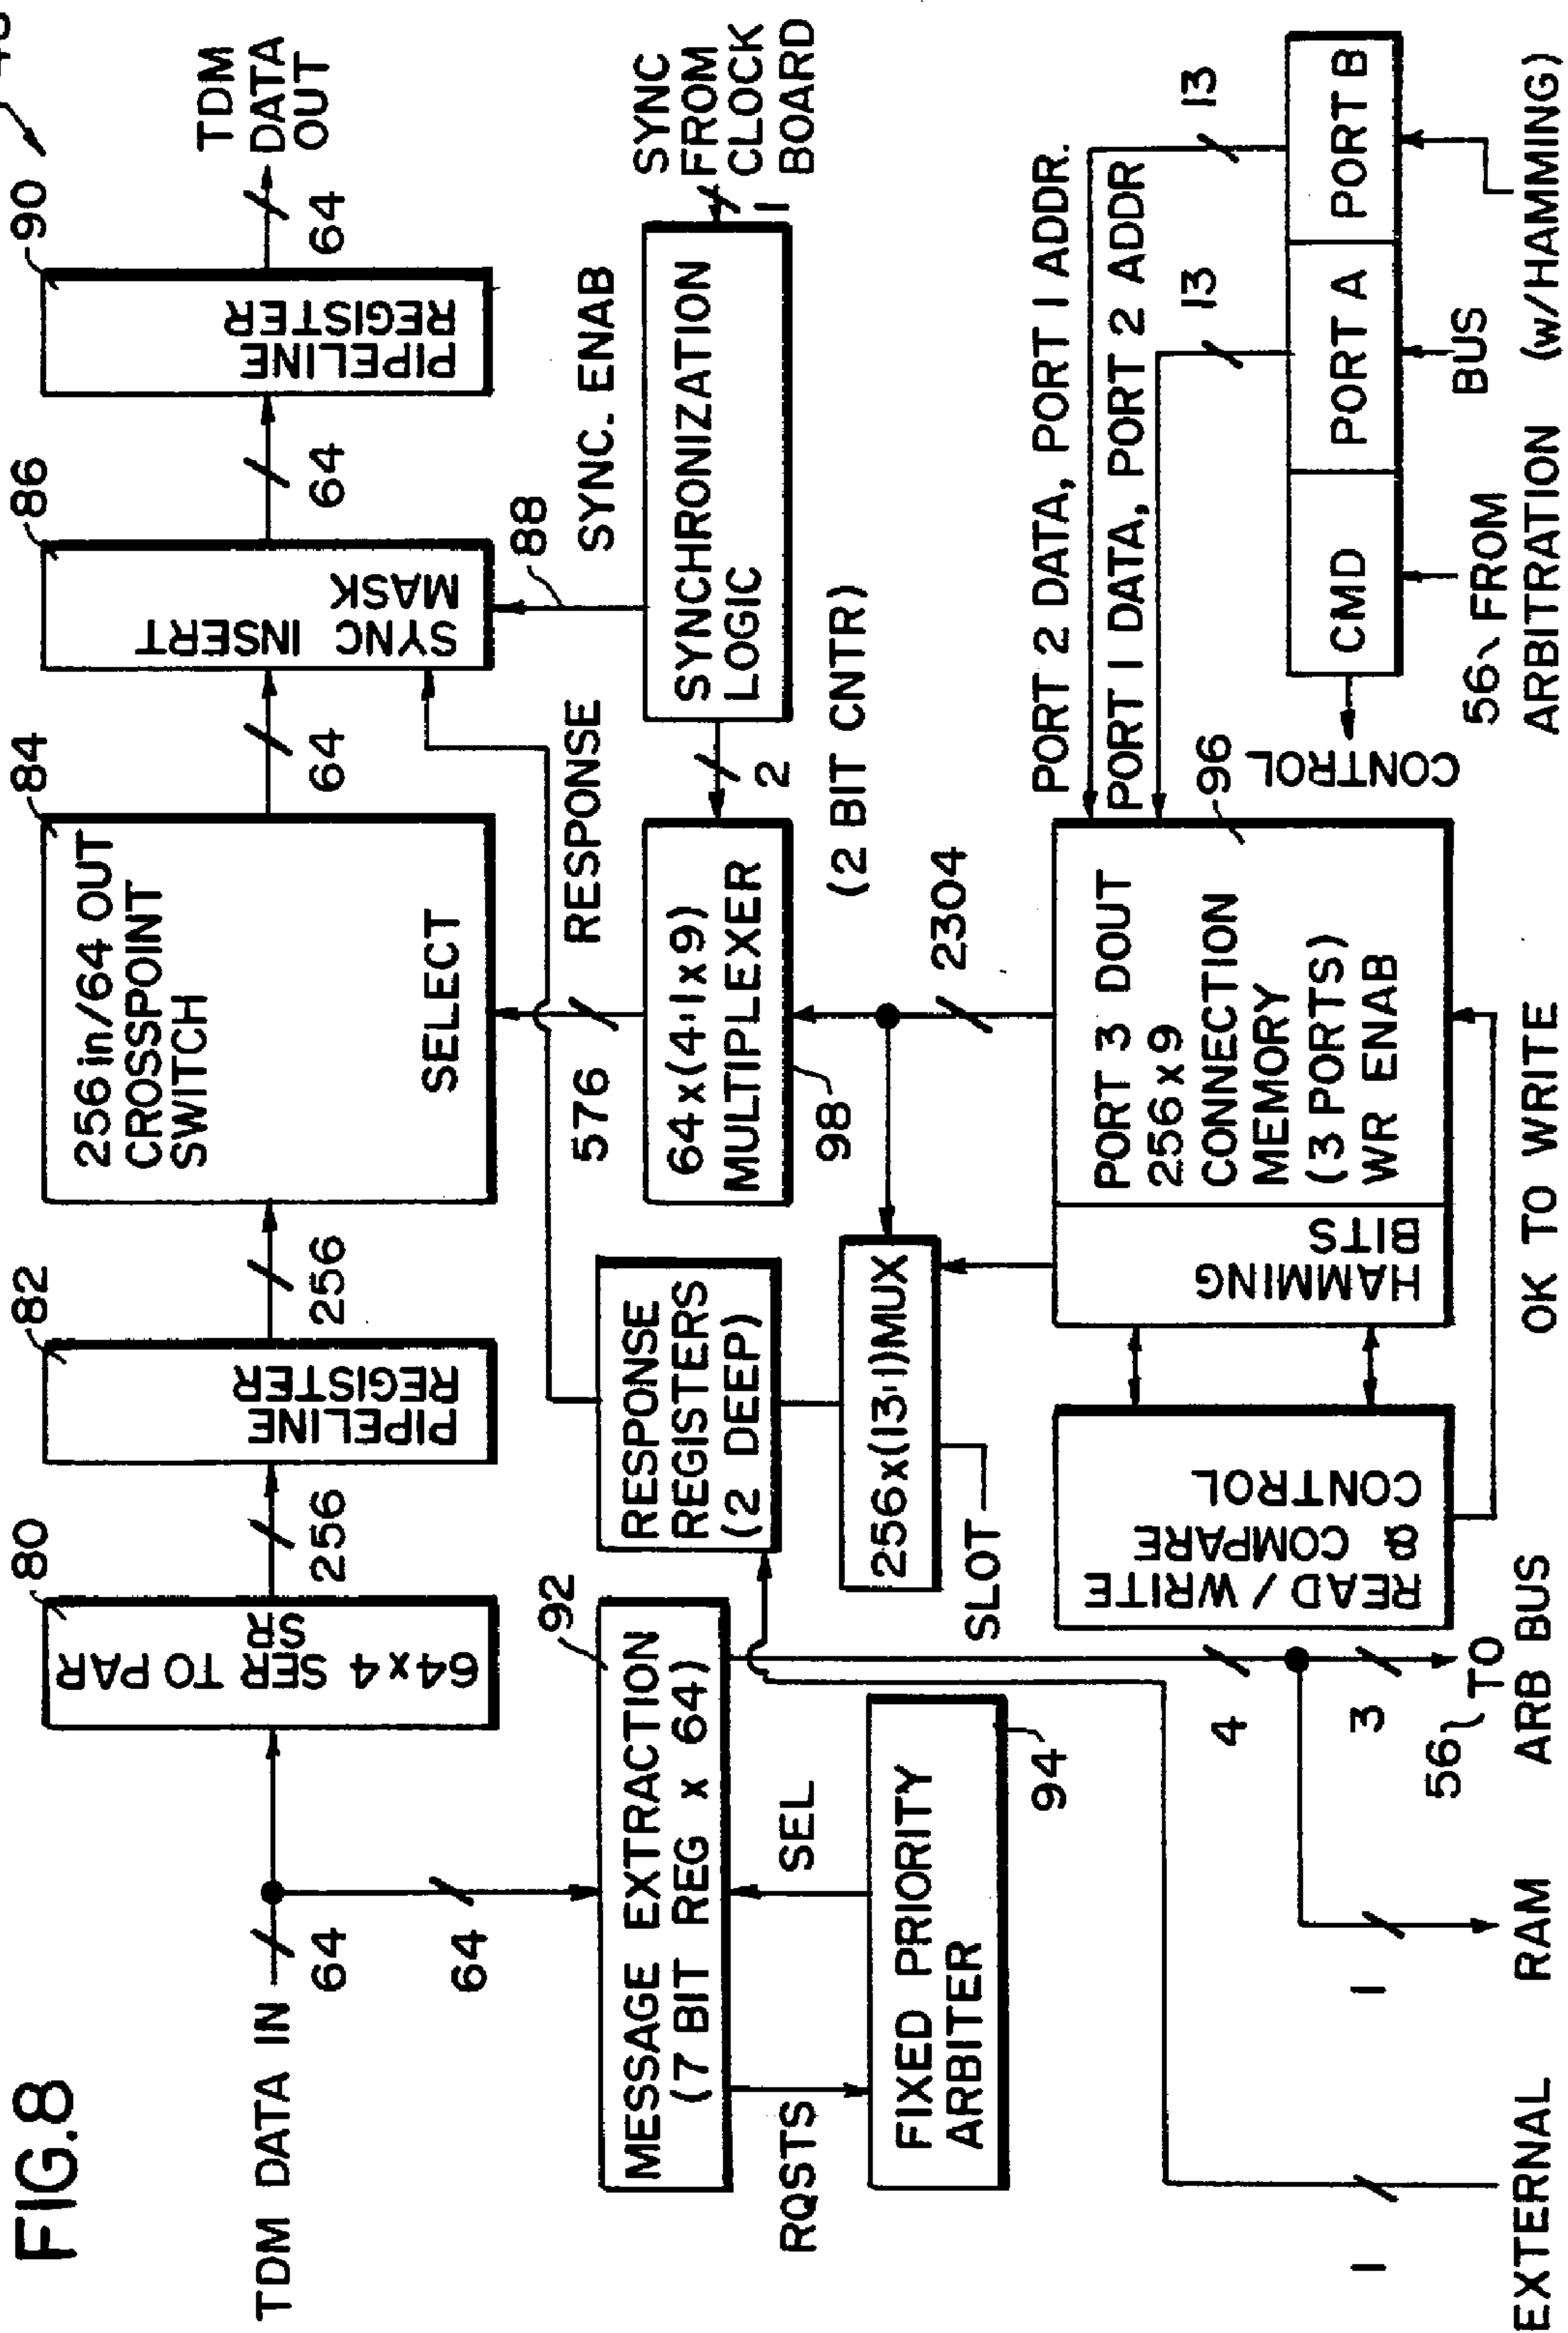 FIG.8
TDM DATA IN
64
64
80
64x4 SER TO PAR
SR
256
82
PIPELINE
REGISTER
256
84
256 in/64 OUT
CROSSPOINT
SWITCH
SELECT
64
86
SYNC INSERT
MASK
64
90
PIPELINE
REGISTER
64
TDM
DATA
OUT
92
MESSAGE EXTRACTION
(7 BIT REG x 64)
RQSTS
SEL
FIXED PRIORITY
ARBITER
94
RESPONSE
REGISTERS
(2 DEEP)
RESPONSE
576
64x(4:1x9)
MULTIPLEXER
98
2
(2 BIT CNTR)
88
SYNC. ENAB
SYNCHRONIZATION
LOGIC
1
SYNC
FROM
CLOCK
BOARD
256x(13:1)MUX
SLOT
2304
READ/WRITE
& COMPARE
CONTROL
HAMMING
BITS
PORT 3 DOUT
256x9
CONNECTION
MEMORY
(3 PORTS)
WR ENAB
96
PORT 2 DATA, PORT 1 ADDR.
PORT 1 DATA, PORT 2 ADDR
13
13
CONTROL
CMD
PORT A
PORT B
56 FROM
BUS
ARBITRATION (w/HAMMING)
OK TO WRITE
4
3
56 TO
ARB BUS
1
1
EXTERNAL RAM /